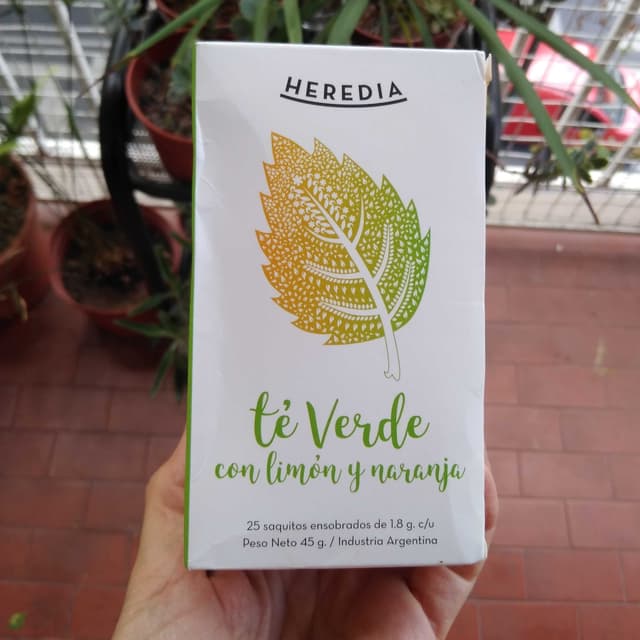 HEREDIA
té Verde
con limón y naranja
25 saquitos ensobrados de 1.8 g. c/u
Peso Neto 45 g. / Industria Argentina